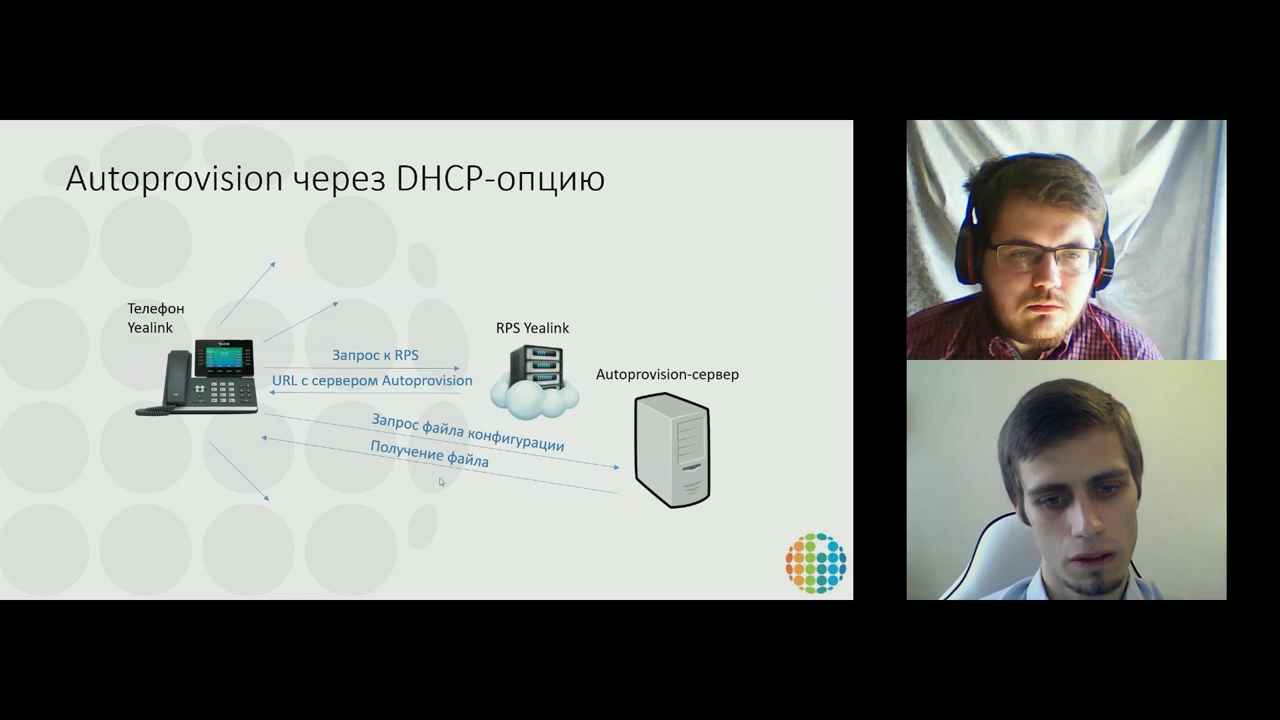 Autoprovision через DHCP-опцию
Телефон
Yealink
RPS Yealink
Запрос к RPS
URL с сервером Autoprovision
Autoprovision-сервер
Запрос файла конфигурации
Получение файла